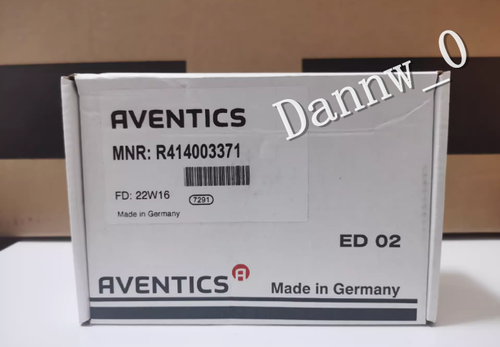 Dannw_0
AVENTICS
MNR: R414003371
FD: 22W16
7291
Made in Germany
ED 02
AVENTICS
Made in Germany